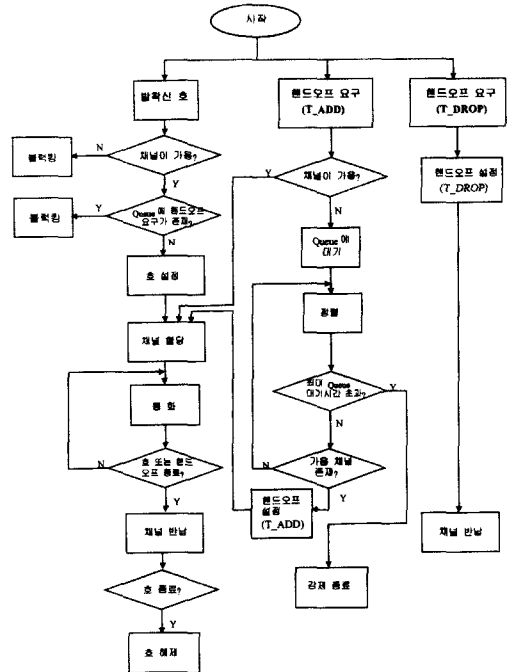 시작
발착신 호
핸드오프 요구
(T_ADD)
핸드오프 요구
(T_DROP)
블럭킹
N
채널이 가용?
Y
Y
채널이 가용?
N
핸드오프 설정
(T_DROP)
블럭킹
Y
Queue 에 핸드오프
요구가 존재?
N
Queue 에
대기
호 설정
정렬
채널 할당
최대 Queue
대기시간 초과?
Y
N
통 화
호 또는 핸드
오프 종료?
N
Y
가용 채널
존재?
N
Y
핸드오프
설정
(T_ADD)
채널 반납
채널 반납
호 종료?
Y
강제 종료
호 해제